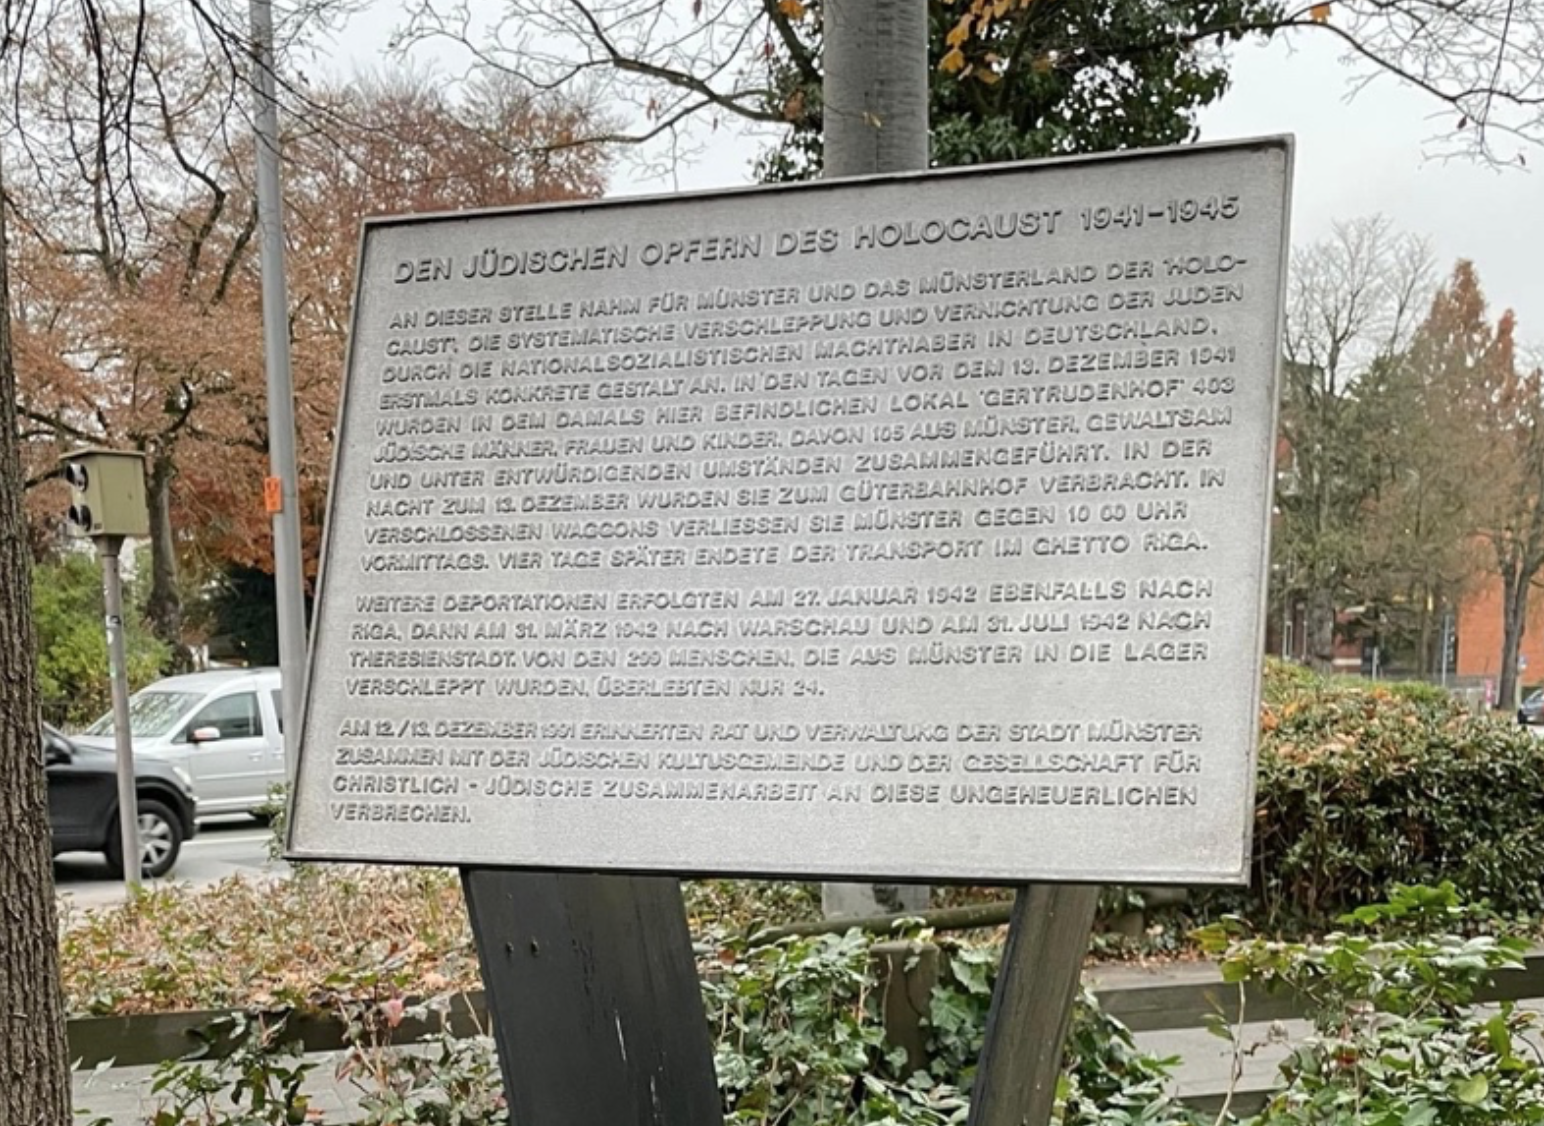 DEN JÜDISCHEN OPFERN DES HOLOCAUST 1941-1945
AN DIESER STELLE NAHM FÜR MÜNSTER UND DAS MÜNSTERLAND DER 'HOLO-
CAUST', DIE SYSTEMATISCHE VERSCHLEPPUNG UND VERNICHTUNG DER JUDEN
DURCH DIE NATIONALSOZIALISTISCHEN MACHTHABER IN DEUTSCHLAND,
ERSTMALS KONKRETE GESTALT AN. IN DEN TAGEN VOR DEM 13. DEZEMBER 1941
WURDEN IN DEM DAMALS HIER BEFINDLICHEN LOKAL 'GERTRUDENHOF' 403
JÜDISCHE MÄNNER, FRAUEN UND KINDER, DAVON 105 AUS MÜNSTER, GEWALTSAM
UND UNTER ENTWÜRDIGENDEN UMSTÄNDEN ZUSAMMENGEFÜHRT. IN DER
NACHT ZUM 13. DEZEMBER WURDEN SIE ZUM GÜTERBAHNHOF VERBRACHT. IN
VERSCHLOSSENEN WAGGONS VERLIESSEN SIE MÜNSTER GEGEN 10 00 UHR
VORMITTAGS. VIER TAGE SPÄTER ENDETE DER TRANSPORT IM GHETTO RIGA.
WEITERE DEPORTATIONEN ERFOLGTEN AM 27. JANUAR 1942 EBENFALLS NACH
RIGA, DANN AM 31. MÄRZ 1942 NACH WARSCHAU UND AM 31. JULI 1942 NACH
THERESIENSTADT. VON DEN 299 MENSCHEN, DIE AUS MÜNSTER IN DIE LAGER
VERSCHLEPPT WURDEN, ÜBERLEBTEN NUR 24.
AM 12./13. DEZEMBER 1991 ERINNERTEN RAT UND VERWALTUNG DER STADT MÜNSTER
ZUSAMMEN MIT DER JÜDISCHEN KULTUSGEMEINDE UND DER GESELLSCHAFT FÜR
CHRISTLICH - JÜDISCHE ZUSAMMENARBEIT AN DIESE UNGEHEUERLICHEN
VERBRECHEN.